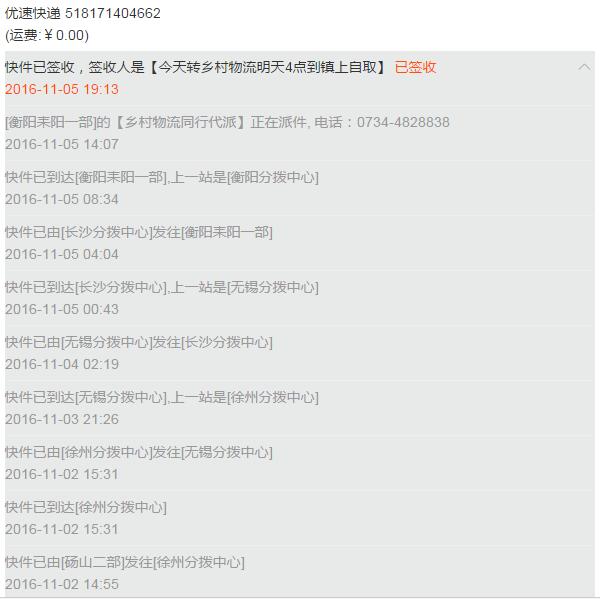 优速快递 518171404662
(运费:￥0.00)
快件已签收，签收人是【今天转乡村物流明天4点到镇上自取】 已签收
2016-11-05 19:13
[衡阳耒阳一部]的【乡村物流同行代派】正在派件, 电话：0734-4828838
2016-11-05 14:07
快件已到达[衡阳耒阳一部],上一站是[衡阳分拨中心]
2016-11-05 08:34
快件已由[长沙分拨中心]发往[衡阳耒阳一部]
2016-11-05 04:04
快件已到达[长沙分拨中心],上一站是[无锡分拨中心]
2016-11-05 00:43
快件已由[无锡分拨中心]发往[长沙分拨中心]
2016-11-04 02:19
快件已到达[无锡分拨中心],上一站是[徐州分拨中心]
2016-11-03 21:26
快件已由[徐州分拨中心]发往[无锡分拨中心]
2016-11-02 15:31
快件已到达[徐州分拨中心]
2016-11-02 15:31
快件已由[砀山二部]发往[徐州分拨中心]
2016-11-02 14:55